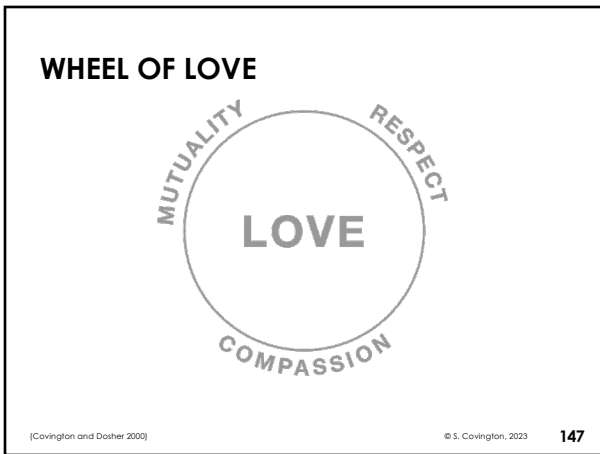 WHEEL OF LOVE
MUTUALITY
RESPECT
LOVE
COMPASSION
(Covington and Dosher 2000)
© S. Covington, 2023
147